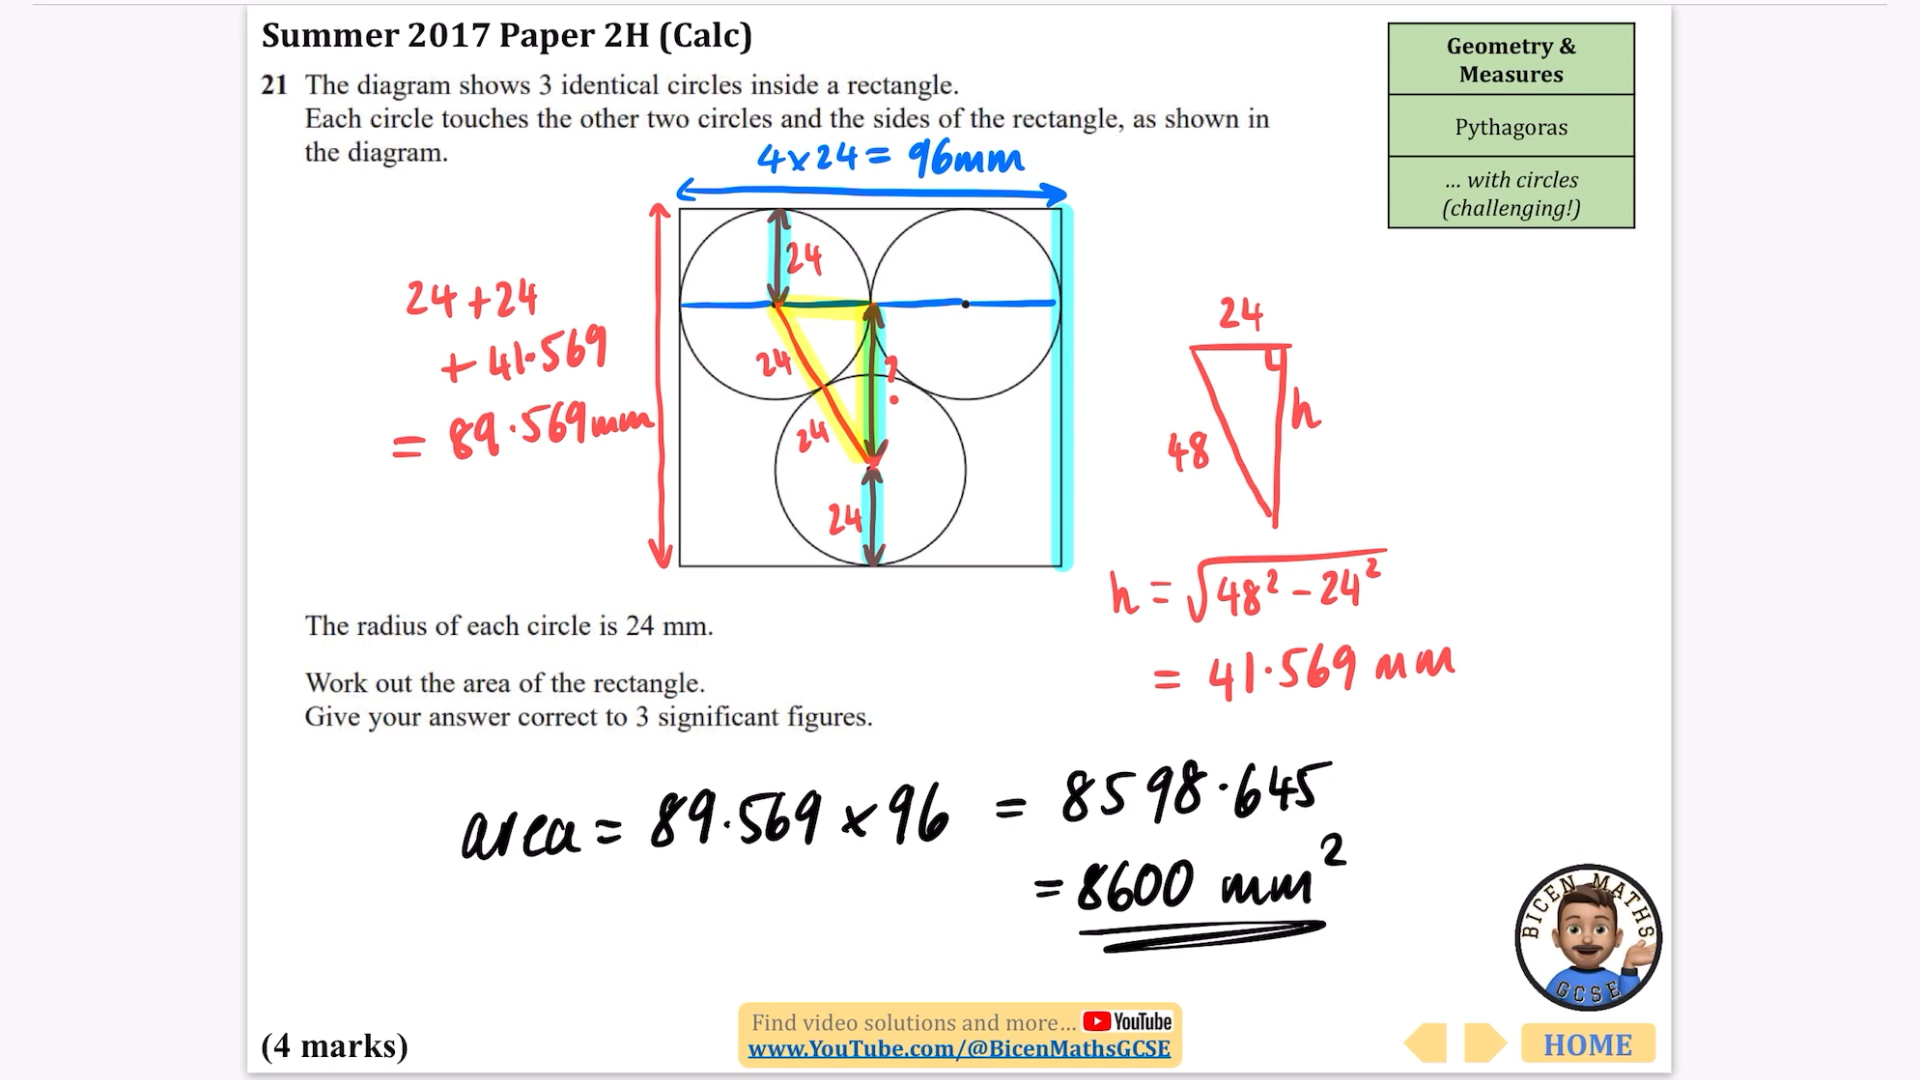 Summer 2017 Paper 2H (Calc)
Geometry &
Measures
Pythagoras
... with circles
(challenging!)
21 The diagram shows 3 identical circles inside a rectangle.
Each circle touches the other two circles and the sides of the rectangle, as shown in
the diagram.
4x24 = 96mm
24
24
24
?
24
24+24
+ 41.569
= 89.569mm
24
48
h
h = √48² - 24²
= 41.569 mm
The radius of each circle is 24 mm.
Work out the area of the rectangle.
Give your answer correct to 3 significant figures.
area = 89.569 x 96 = 8598.645
= 8600 mm²
(4 marks)
Find video solutions and more... YouTube
www.YouTube.com/@BicenMathsGCSE
BICEN MATHS
GCSE
HOME